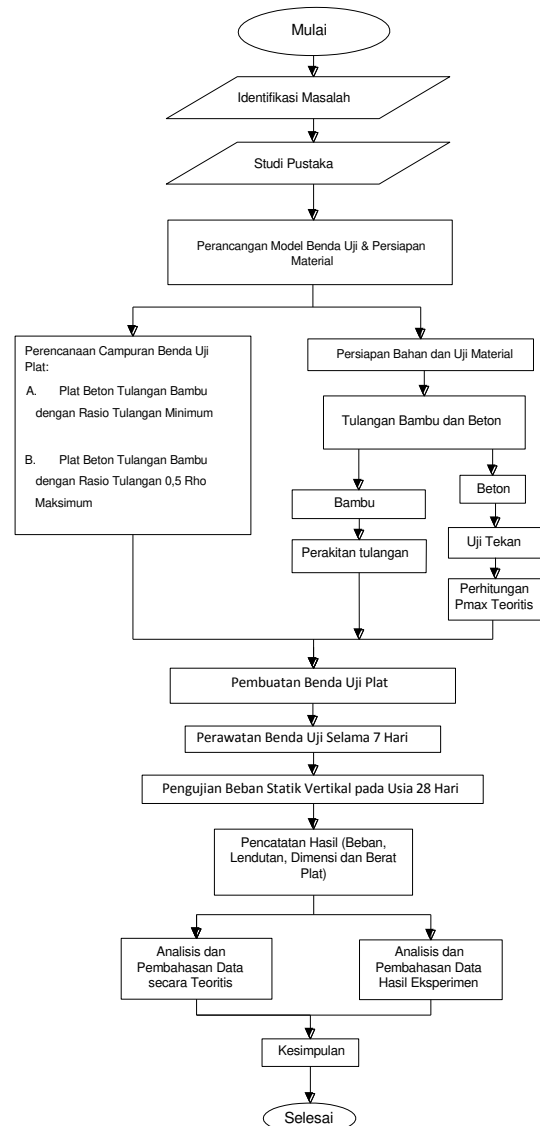 Mulai
Identifikasi Masalah
Studi Pustaka
Perancangan Model Benda Uji & Persiapan
Material
Perencanaan Campuran Benda Uji
Plat:
A. Plat Beton Tulangan Bambu
dengan Rasio Tulangan Minimum
B. Plat Beton Tulangan Bambu
dengan Rasio Tulangan 0,5 Rho
Maksimum
Persiapan Bahan dan Uji Material
Tulangan Bambu dan Beton
Bambu
Perakitan tulangan
Beton
Uji Tekan
Perhitungan
Pmax Teoritis
Pembuatan Benda Uji Plat
Perawatan Benda Uji Selama 7 Hari
Pengujian Beban Statik Vertikal pada Usia 28 Hari
Pencatatan Hasil (Beban,
Lendutan, Dimensi dan Berat
Plat)
Analisis dan
Pembahasan Data
secara Teoritis
Analisis dan
Pembahasan Data
Hasil Eksperimen
Kesimpulan
Selesai